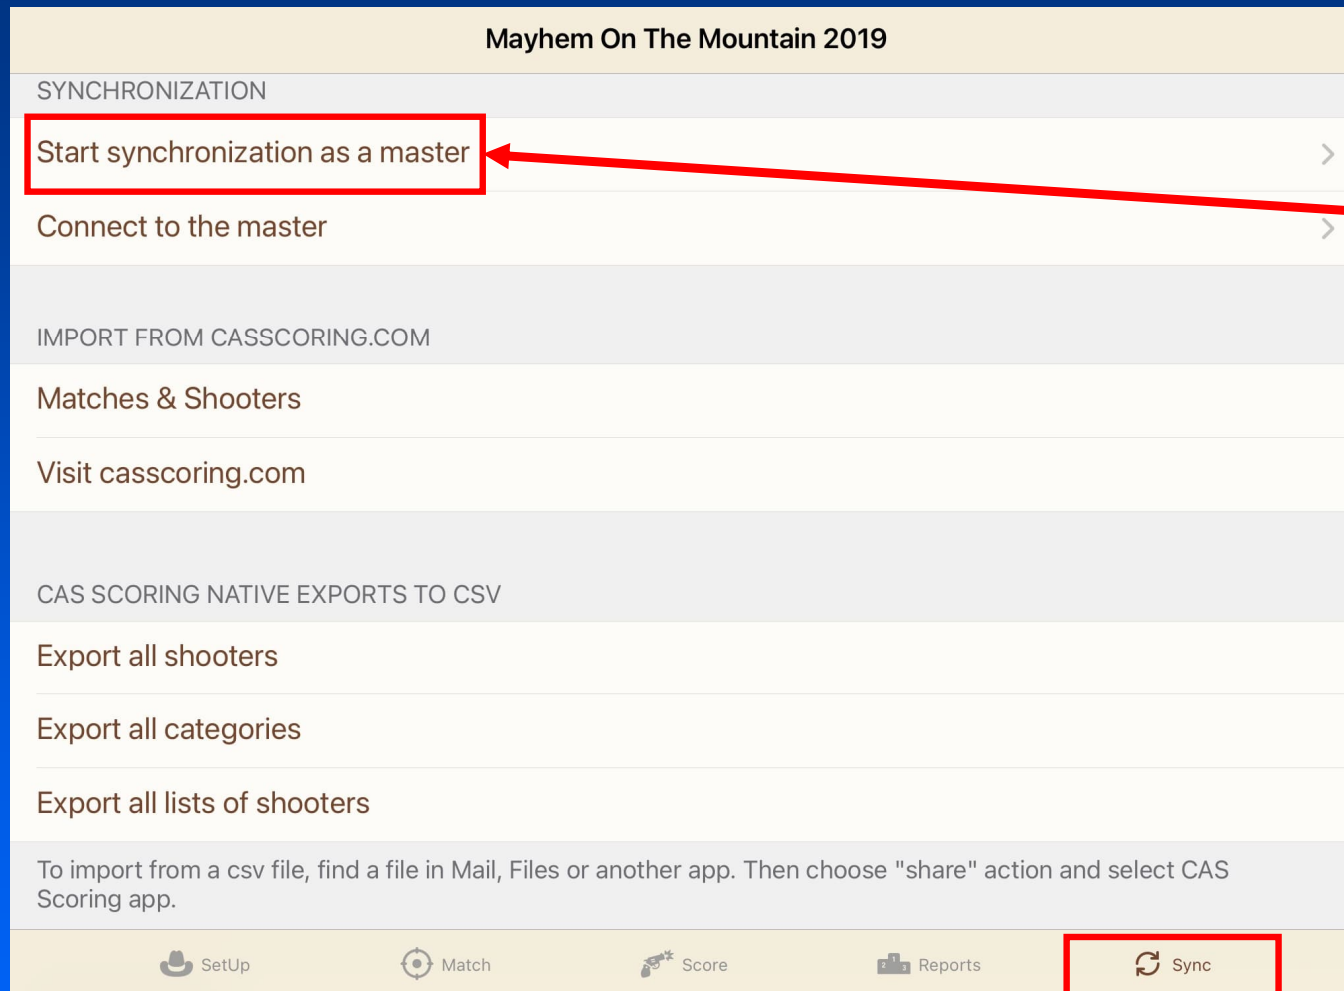 Mayhem On The Mountain 2019
SYNCHRONIZATION
Start synchronization as a master
Connect to the master
IMPORT FROM CASSCORING.COM
Matches & Shooters
Visit casscoring.com
CAS SCORING NATIVE EXPORTS TO CSV
Export all shooters
Export all categories
Export all lists of shooters
To import from a csv file, find a file in Mail, Files or another app. Then choose "share" action and select CAS
Scoring app.
SetUp Match Score 2 1 3 Reports Sync